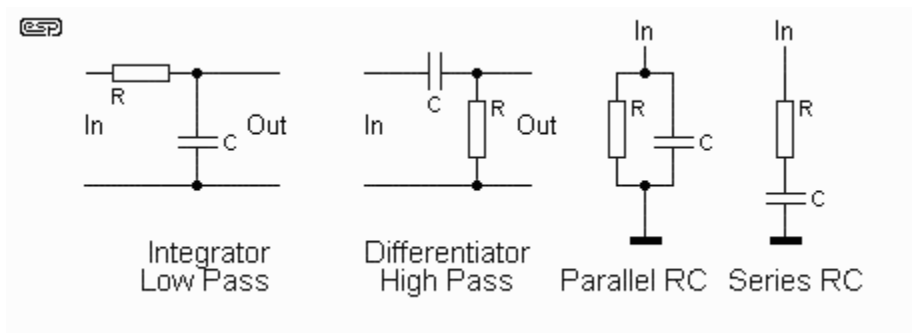 esp
In
In
R
C
In
Out
C
R
In
Out
R
C
R
C
Integrator
Low Pass
Differentiator
High Pass
Parallel RC
Series RC